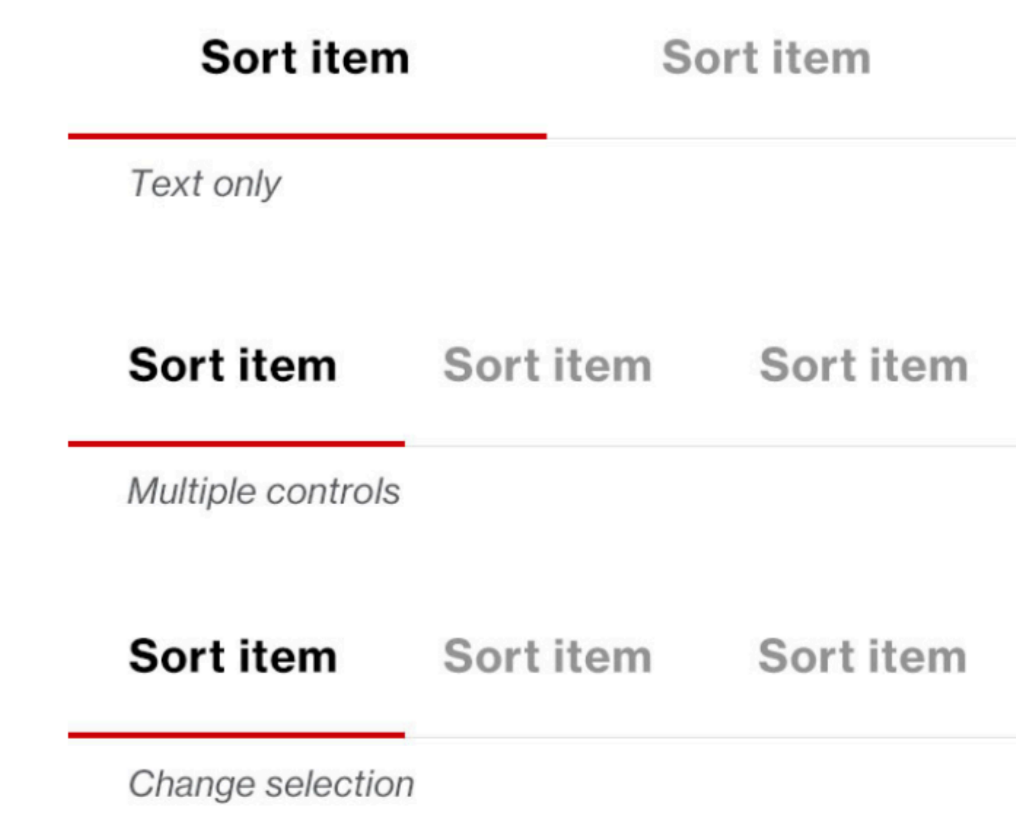 Sort item Sort item
Text only
Sort item Sort item Sort item
Multiple controls
Sort item Sort item Sort item
Change selection